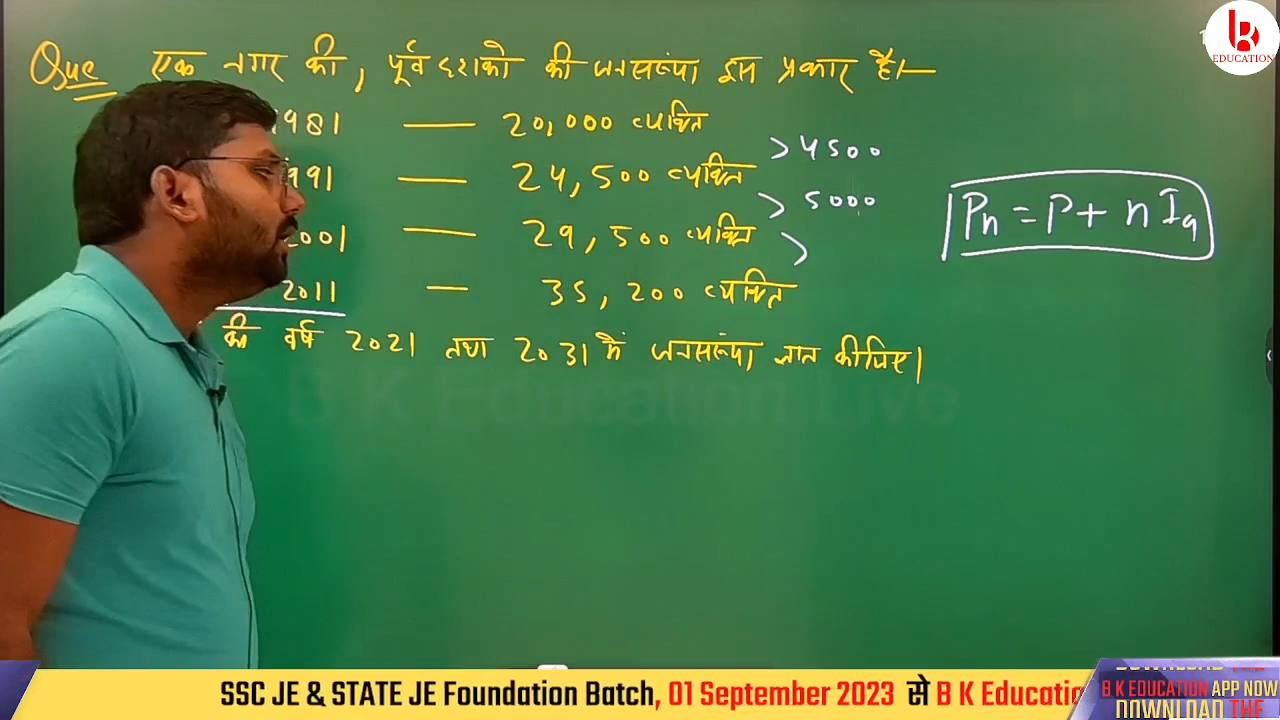 Que एक नगर की, पूर्व दशको की जनसंख्या इस प्रकार है।—
1981 — 20,000 व्यक्ति
>4500
1991 — 24,500 व्यक्ति
> 5000
2001 — 29,500 व्यक्ति
>
2011 — 35,200 व्यक्ति
Pn = P + n Ia
की वर्ष 2021 तथा 2031 में जनसंख्या ज्ञात कीजिए।
B K Education Live
B
EDUCATION
SSC JE & STATE JE Foundation Batch, 01 September 2023 से B K Educatio
B K EDUCATION APP NOW
DOWNLOAD THE